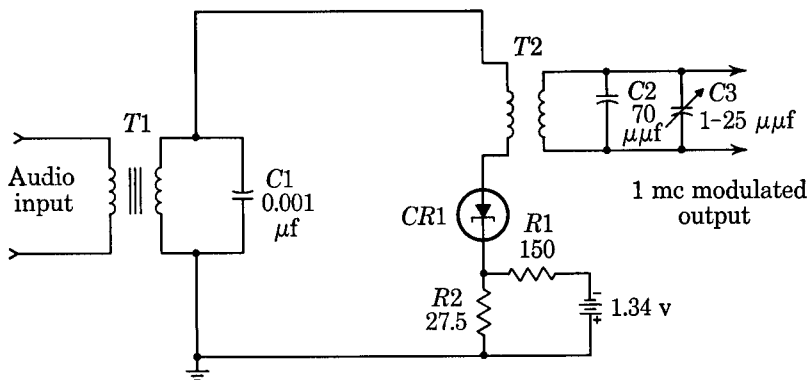 T1
Audio
input
C1
0.001
μf
T2
C2
70
μμf
C3
1-25 μμf
1 mc modulated
output
CR1
R1
150
R2
27.5
-
+
1.34 v